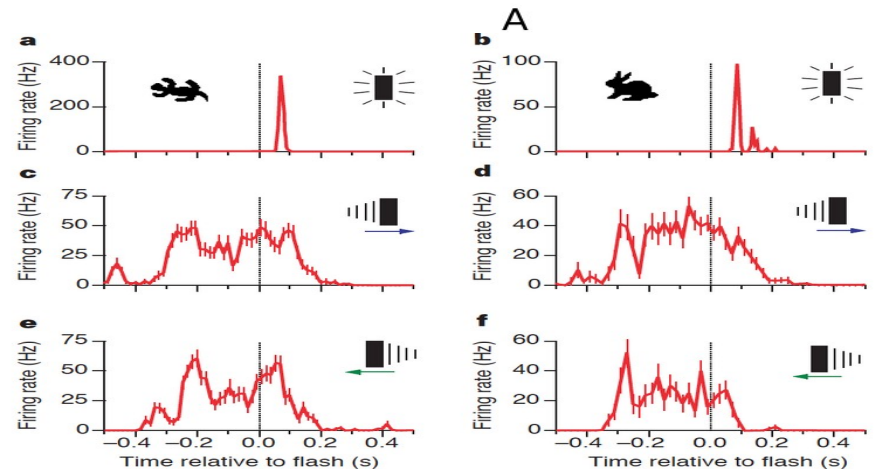 A
a
b
400
200
0
Firing rate (Hz)
100
50
0
Firing rate (Hz)
c
d
75
50
25
0
Firing rate (Hz)
60
40
20
0
Firing rate (Hz)
e
f
75
50
25
0
Firing rate (Hz)
60
40
20
0
Firing rate (Hz)
−0.4 −0.2 0.0 0.2 0.4
−0.4 −0.2 0.0 0.2 0.4
Time relative to flash (s)
Time relative to flash (s)